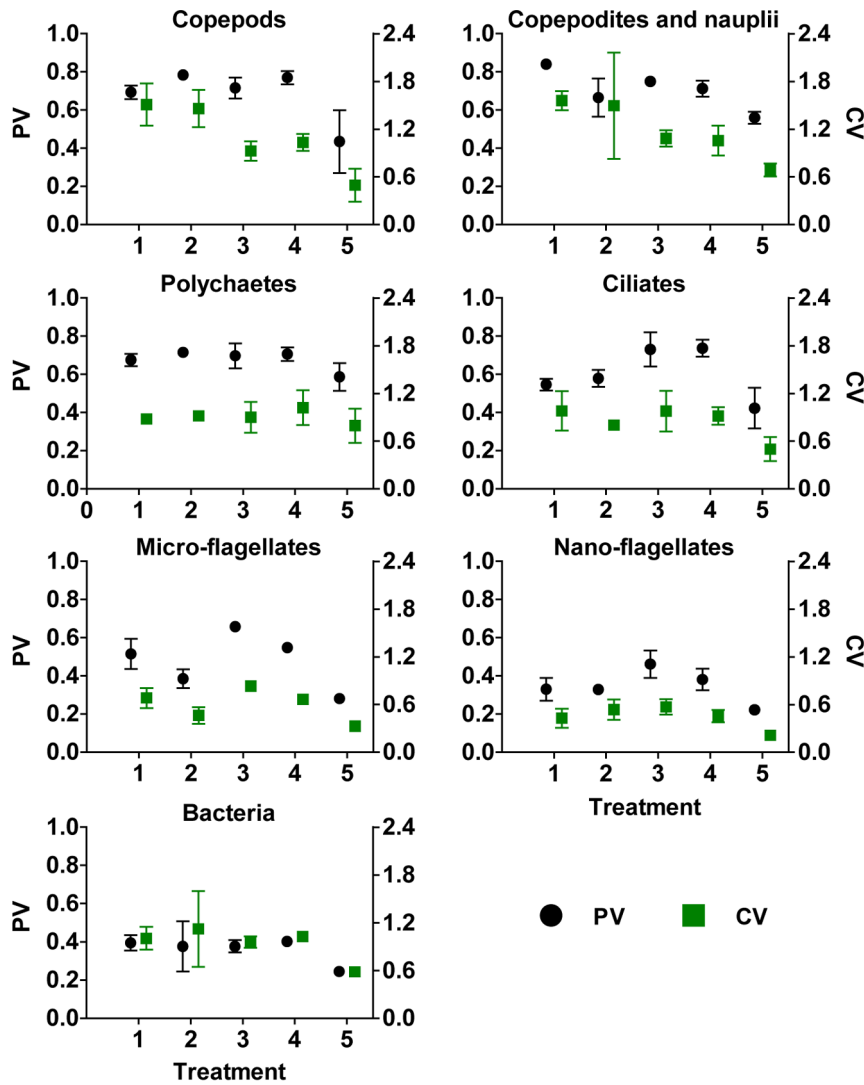 Copepods
Copepodites and nauplii
1.0 2.4 1.0 2.4
0.8 1.8 0.8 1.8
PV 0.6 1.2 0.6 1.2 CV
0.4 0.4
0.2 0.6 0.2 0.6
0.0 0.0 0.0 0.0
1 2 3 4 5 1 2 3 4 5
Polychaetes
Ciliates
1.0 2.4 1.0 2.4
0.8 1.8 0.8 1.8
PV 0.6 1.2 0.6 1.2 CV
0.4 0.4
0.2 0.6 0.2 0.6
0.0 0.0 0.0 0.0
0 1 2 3 4 5 1 2 3 4 5
Micro-flagellates
Nano-flagellates
1.0 2.4 1.0 2.4
0.8 1.8 0.8 1.8
PV 0.6 1.2 0.6 1.2 CV
0.4 0.4
0.2 0.6 0.2 0.6
0.0 0.0 0.0 0.0
1 2 3 4 5 1 2 3 4 5
Treatment
Bacteria
1.0 2.4
0.8 1.8
0.6 1.2
0.4
0.2 0.6
0.0 0.0
1 2 3 4 5
Treatment
PV CV